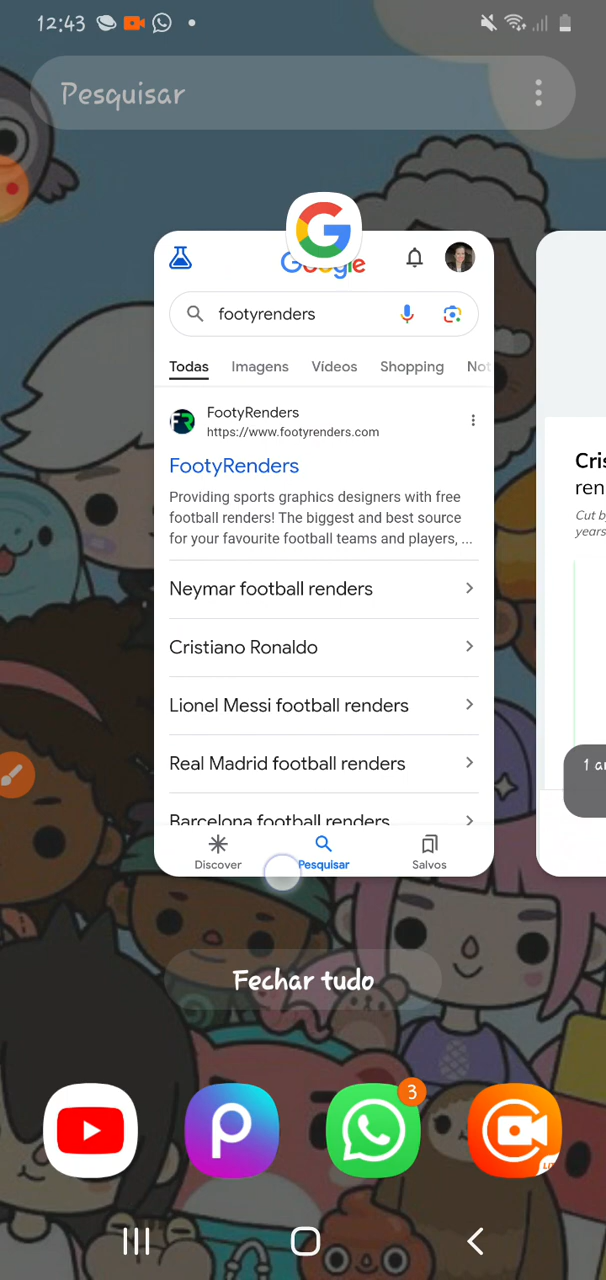 12:43
Pesquisar
Google
footyrenders
Todas Imagens Vídeos Shopping Not
FootyRenders
https://www.footyrenders.com
FootyRenders
Providing sports graphics designers with free
football renders! The biggest and best source
for your favourite football teams and players, ...
Neymar football renders
Cristiano Ronaldo
Lionel Messi football renders
Real Madrid football renders
Barcelona football renders
Discover Pesquisar Salvos
Cris
ren
Cut b
years
1 a
Fechar tudo
3